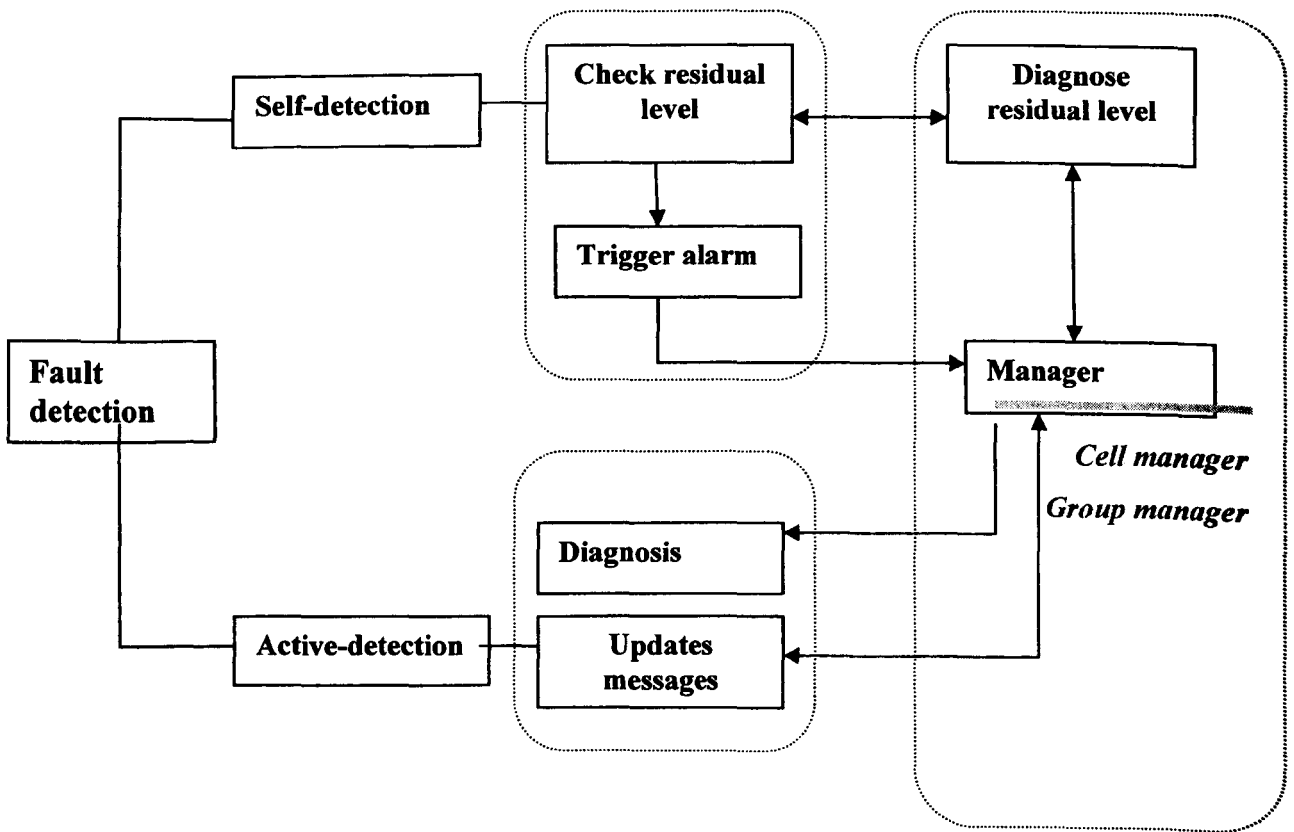 Self-detection
Check residual
level
Diagnose
residual level
Trigger alarm
Fault
detection
Manager
Cell manager
Group manager
Diagnosis
Active-detection
Updates
messages